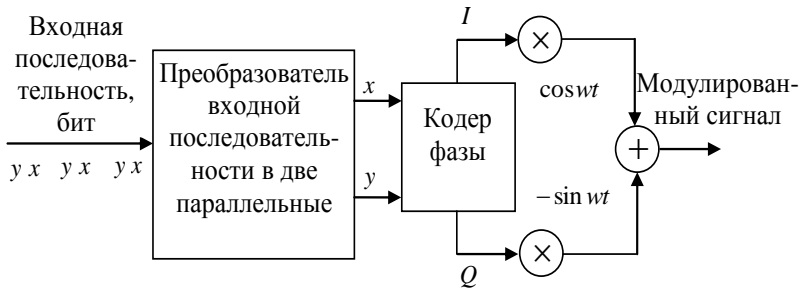 Входная
последова-
тельность,
бит
y x y x y x
Преобразователь
входной
последователь-
ности в две
параллельные
x
y
Кодер
фазы
I
Q
×
cos wt
− sin wt
×
+
Модулирован-
ный сигнал